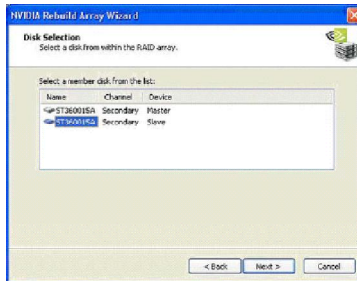 NVIDIA Rebuild Array Wizard
Disk Selection
Select a disk from within the RAID array.
Select a member disk from the list:
Name Channel Device
ST360015A Secondary Master
ST360015A Secondary Slave
< Back Next > Cancel